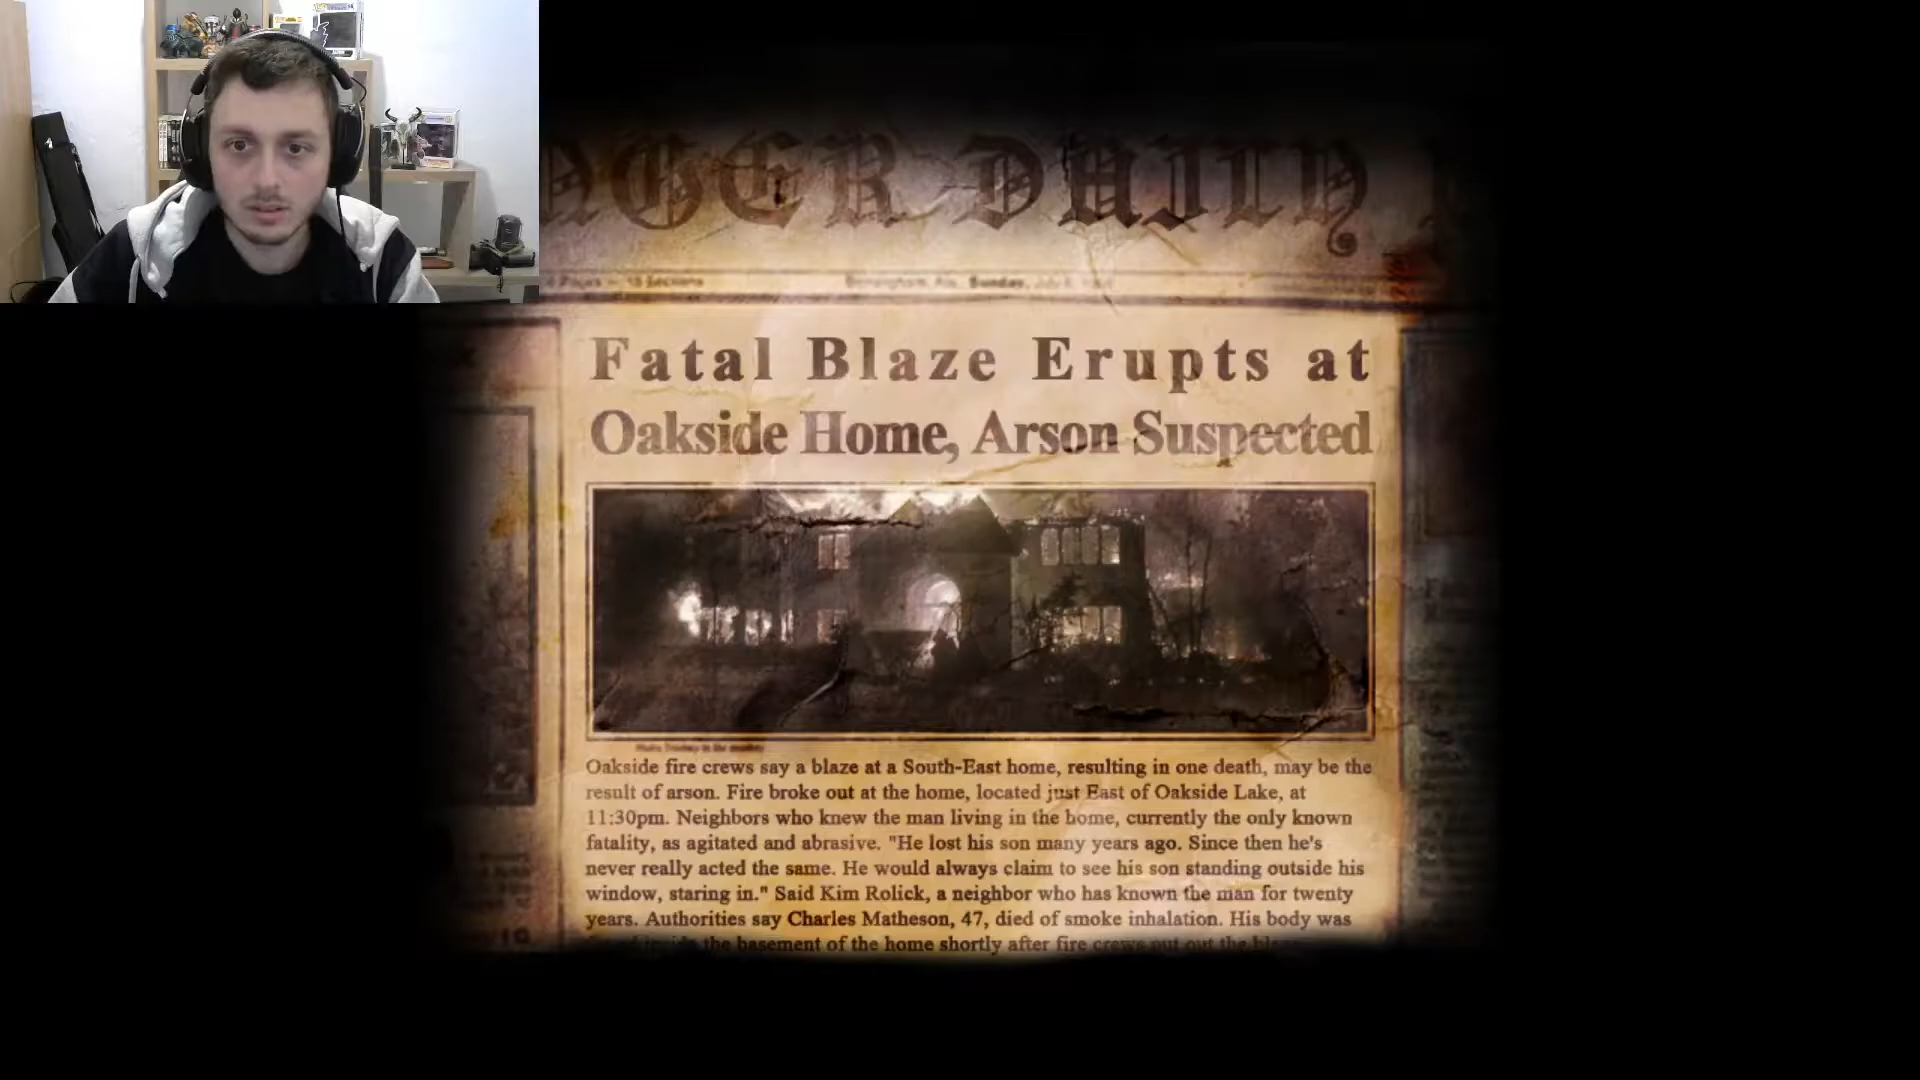 DAILY
Fatal Blaze Erupts at
Oakside Home, Arson Suspected
Oakside fire crews say a blaze at a South-East home, resulting in one death, may be the
result of arson. Fire broke out at the home, located just East of Oakside Lake, at
11:30pm. Neighbors who knew the man living in the home, currently the only known
fatality, as agitated and abrasive. "He lost his son many years ago. Since then he's
never really acted the same. He would always claim to see his son standing outside his
window, staring in." Said Kim Rolick, a neighbor who has known the man for twenty
years. Authorities say Charles Matheson, 47, died of smoke inhalation. His body was
the basement of the home shortly after fire crews put out the